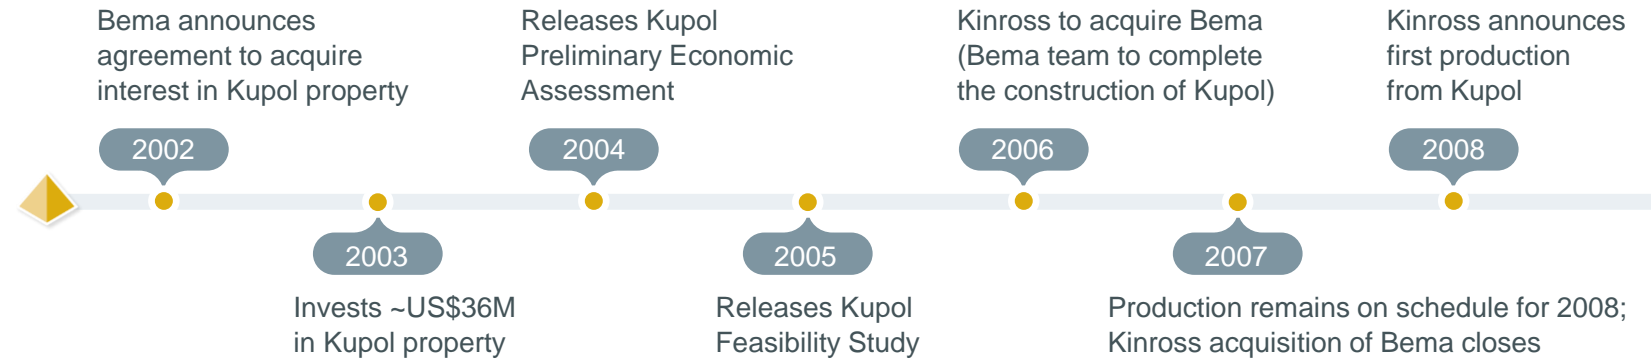 Bema announces
agreement to acquire
interest in Kupol property
2002
Invests ~US$36M
in Kupol property
2003
Releases Kupol
Preliminary Economic
Assessment
2004
Releases Kupol
Feasibility Study
2005
Kinross to acquire Bema
(Bema team to complete
the construction of Kupol)
2006
Production remains on schedule for 2008;
Kinross acquisition of Bema closes
2007
Kinross announces
first production
from Kupol
2008